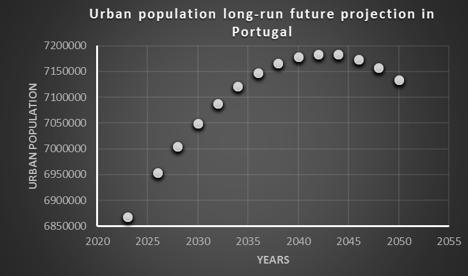 Urban population long-run future projection in
Portugal
URBAN POPULATION
7200000
7150000
7100000
7050000
7000000
6950000
6900000
6850000
2020 2025 2030 2035 2040 2045 2050 2055
YEARS